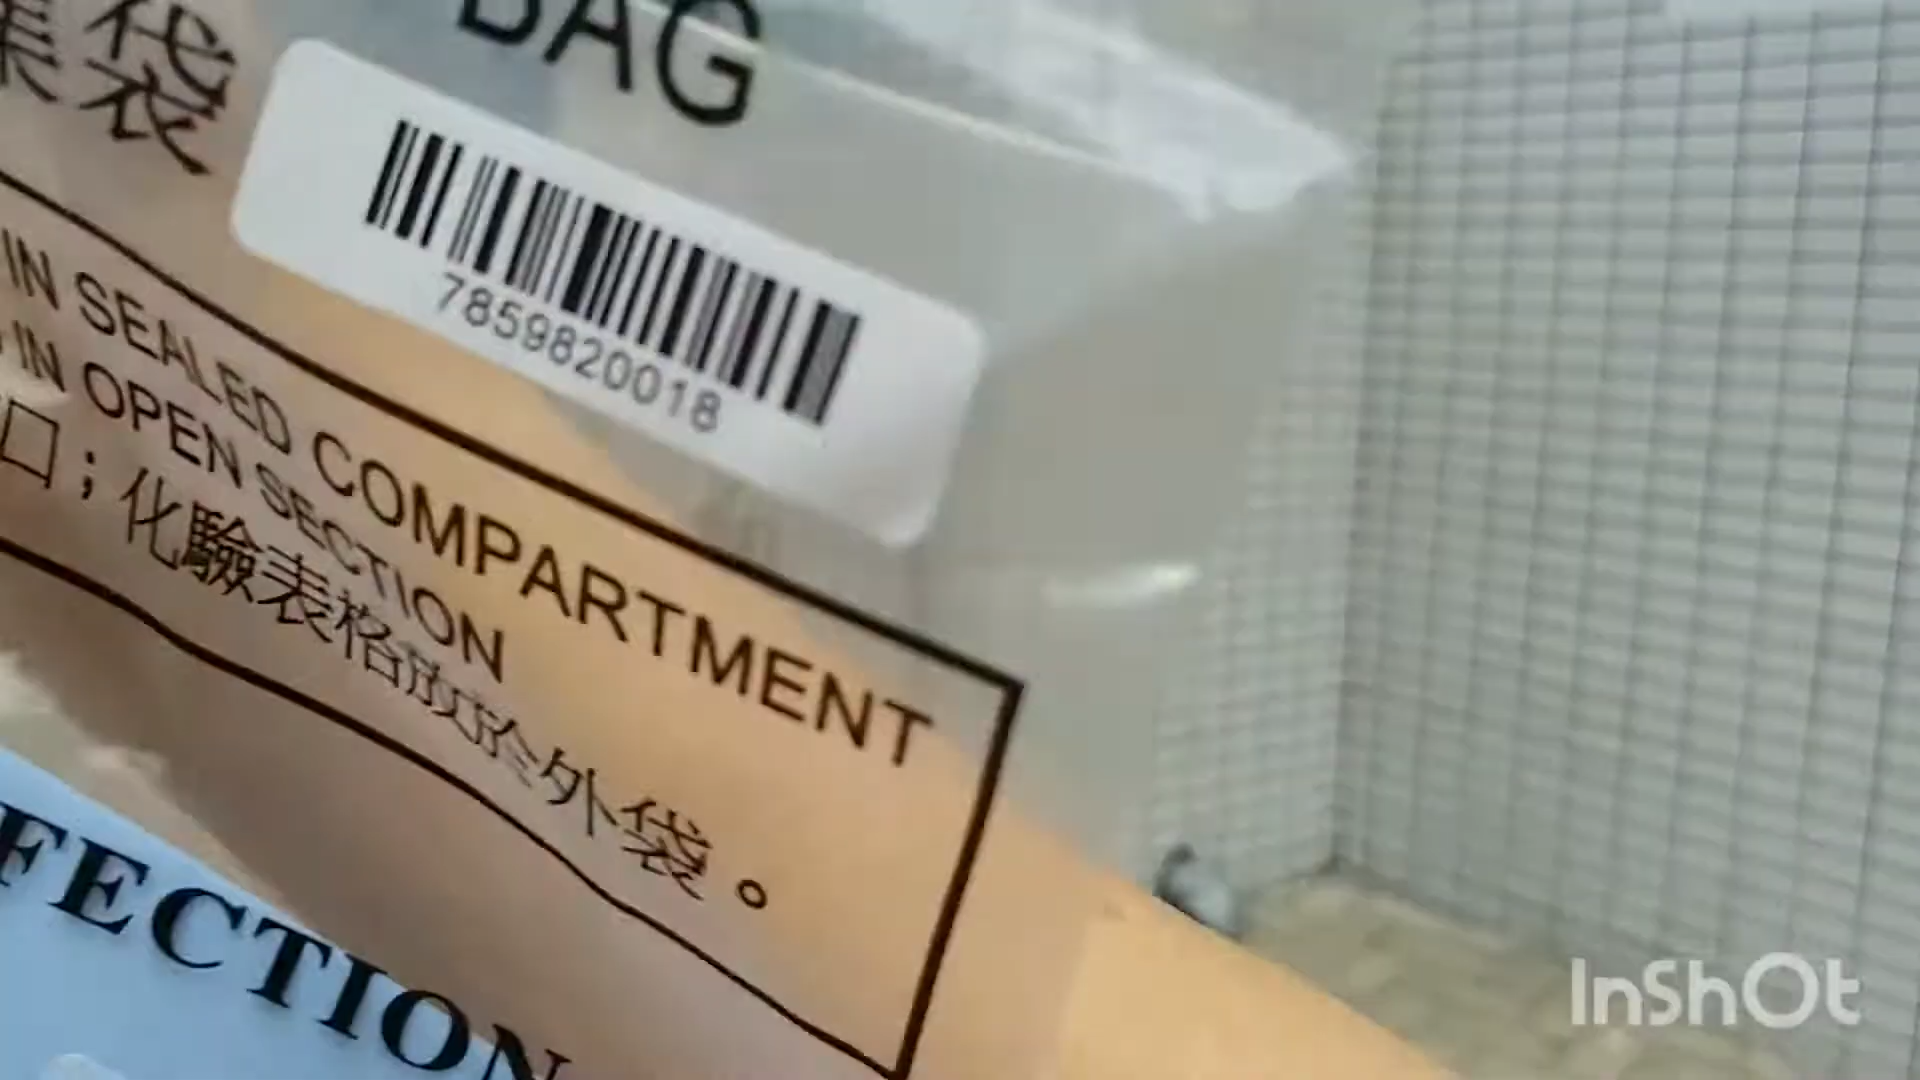 BAG
集袋
7859820018
IN SEALED COMPARTMENT
IN OPEN SECTION
口；化驗表格放於外袋。
FECTION
InShOt